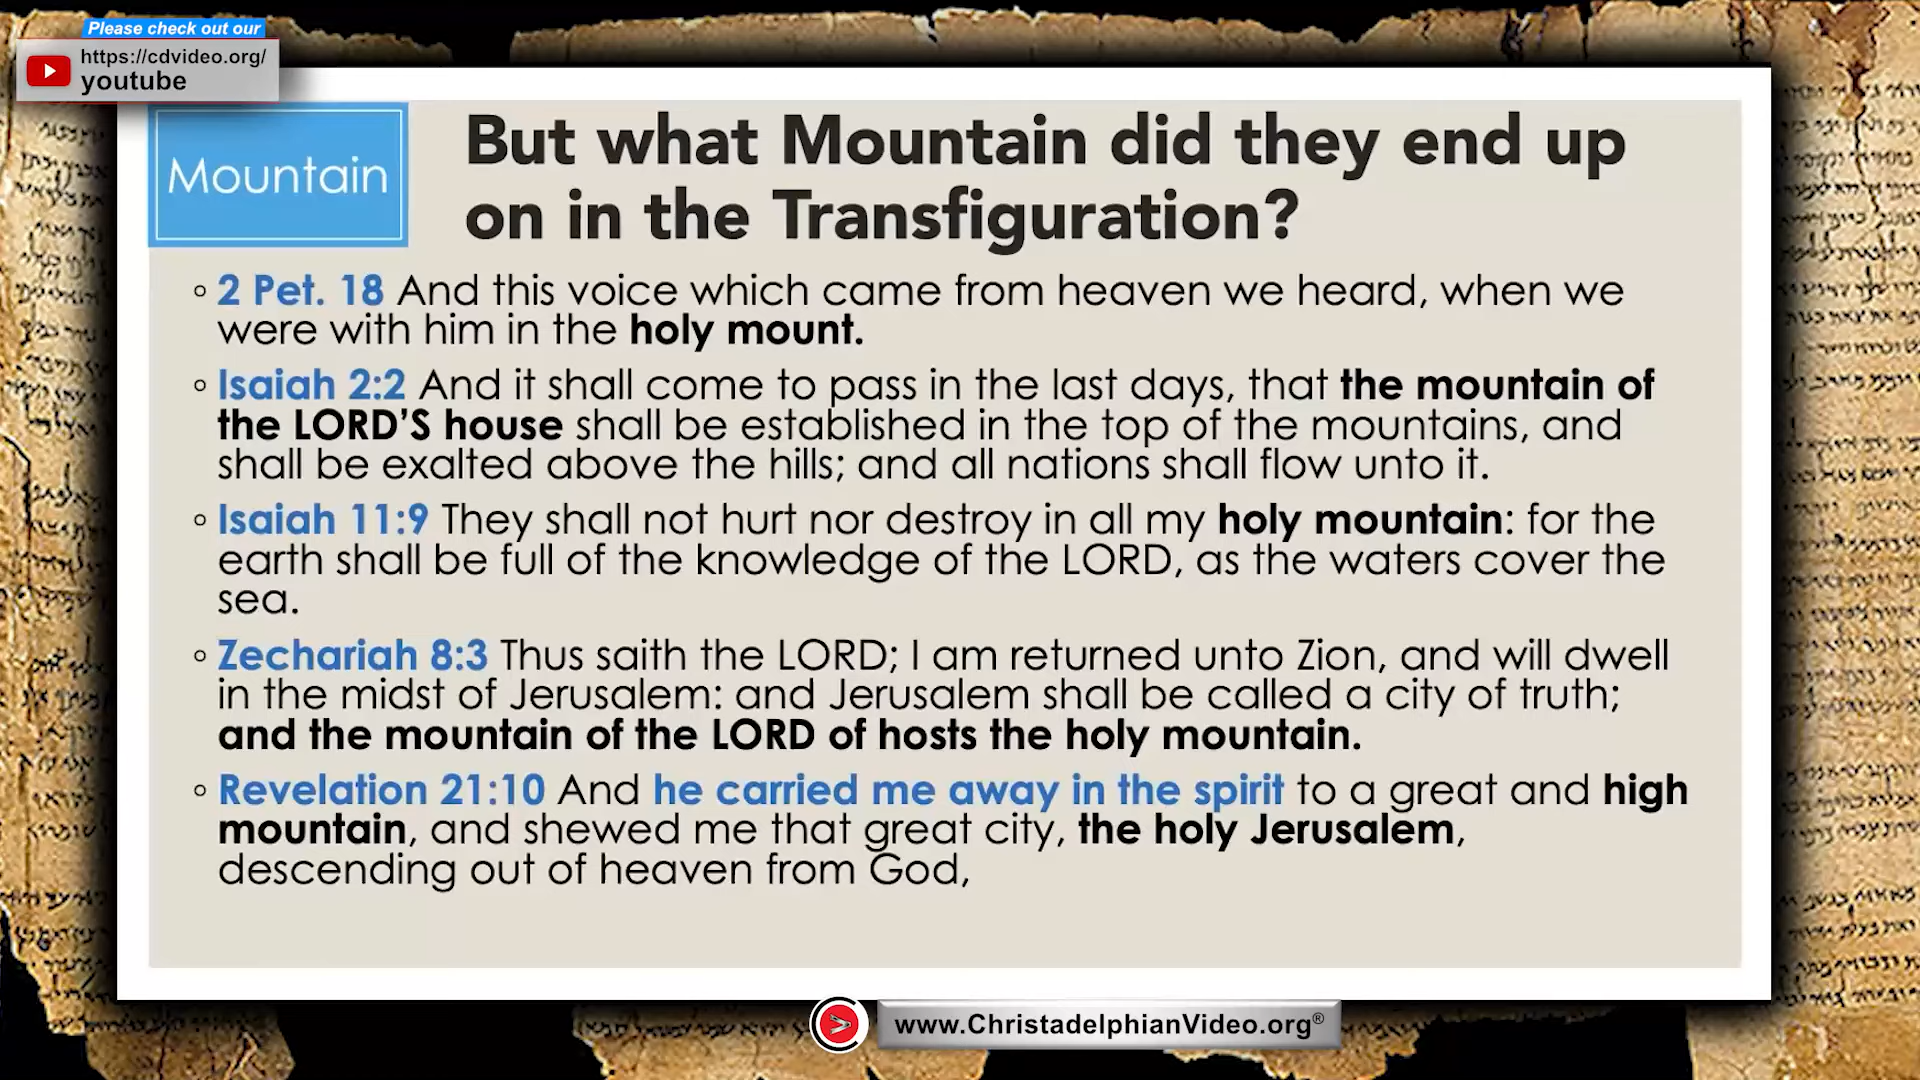 Please check out our
https://cdvideo.org/
youtube
Mountain
But what Mountain did they end up
on in the Transfiguration?
◦ 2 Pet. 18 And this voice which came from heaven we heard, when we
were with him in the holy mount.
◦ Isaiah 2:2 And it shall come to pass in the last days, that the mountain of
the LORD’S house shall be established in the top of the mountains, and
shall be exalted above the hills; and all nations shall flow unto it.
◦ Isaiah 11:9 They shall not hurt nor destroy in all my holy mountain: for the
earth shall be full of the knowledge of the LORD, as the waters cover the
sea.
◦ Zechariah 8:3 Thus saith the LORD; I am returned unto Zion, and will dwell
in the midst of Jerusalem: and Jerusalem shall be called a city of truth;
and the mountain of the LORD of hosts the holy mountain.
◦ Revelation 21:10 And he carried me away in the spirit to a great and high
mountain, and shewed me that great city, the holy Jerusalem,
descending out of heaven from God,
www.ChristadelphianVideo.org®